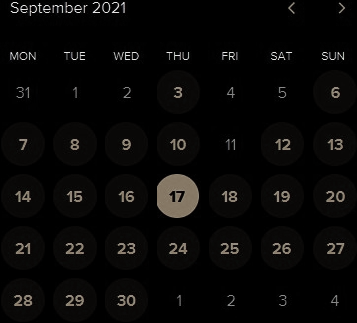 September 2021 < >
MON TUE WED THU FRI SAT SUN
31 1 2 3 4 5 6
7 8 9 10 11 12 13
14 15 16 17 18 19 20
21 22 23 24 25 26 27
28 29 30 1 2 3 4